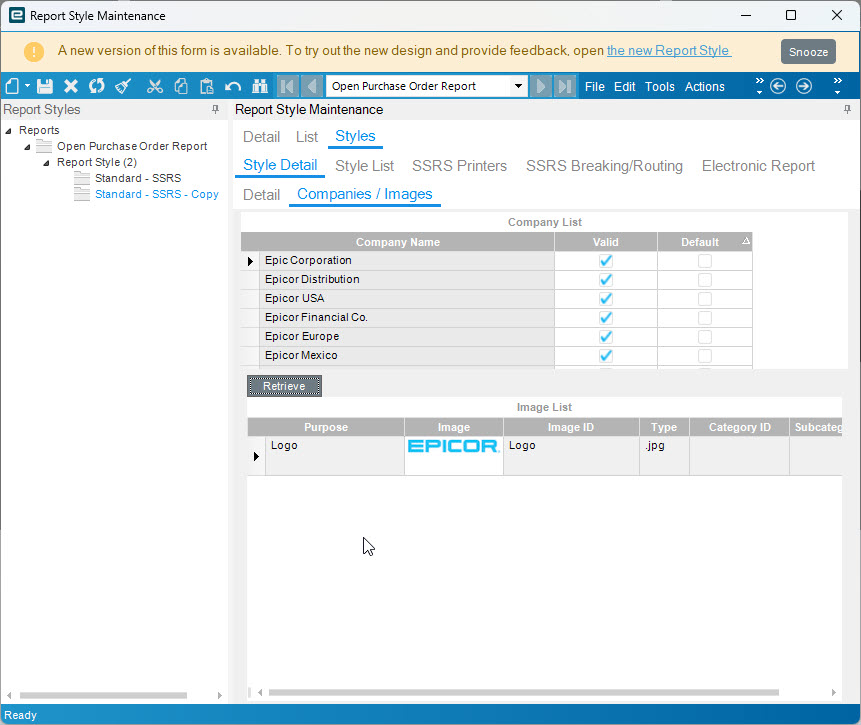 Report Style Maintenance
A new version of this form is available. To try out the new design and provide feedback, open the new Report Style
Snooze
Open Purchase Order Report
File Edit Tools Actions
Report Styles
Reports
Open Purchase Order Report
Report Style (2)
Standard - SSRS
Standard - SSRS - Copy
Report Style Maintenance
Detail List Styles
Style Detail Style List SSRS Printers SSRS Breaking/Routing Electronic Report
Detail Companies / Images
Company List
Company Name Valid Default
Epic Corporation
Epicor Distribution
Epicor USA
Epicor Financial Co.
Epicor Europe
Epicor Mexico
Retrieve
Image List
Purpose Image Image ID Type Category ID Subcateg
Logo EPICOR Logo .jpg
Ready